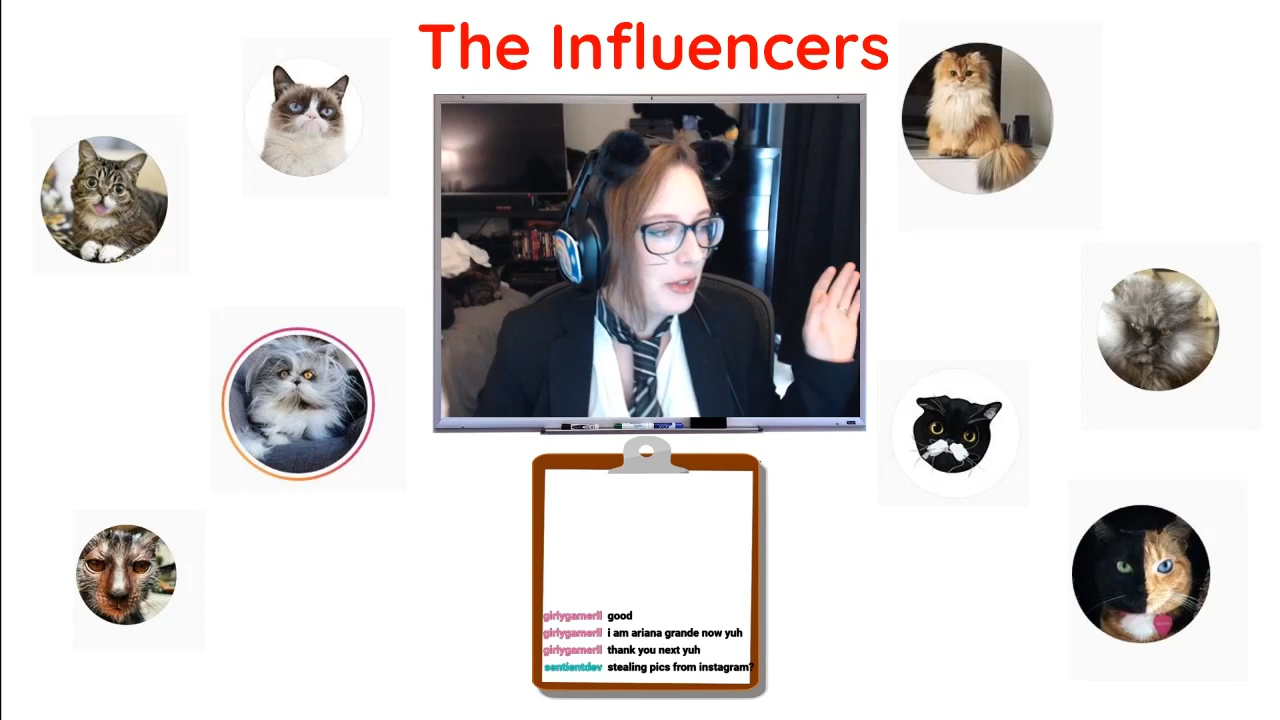 The Influencers
girlygamerll good
girlygamerll i am ariana grande now yuh
girlygamerll thank you next yuh
sentientdev stealing pics from instagram?